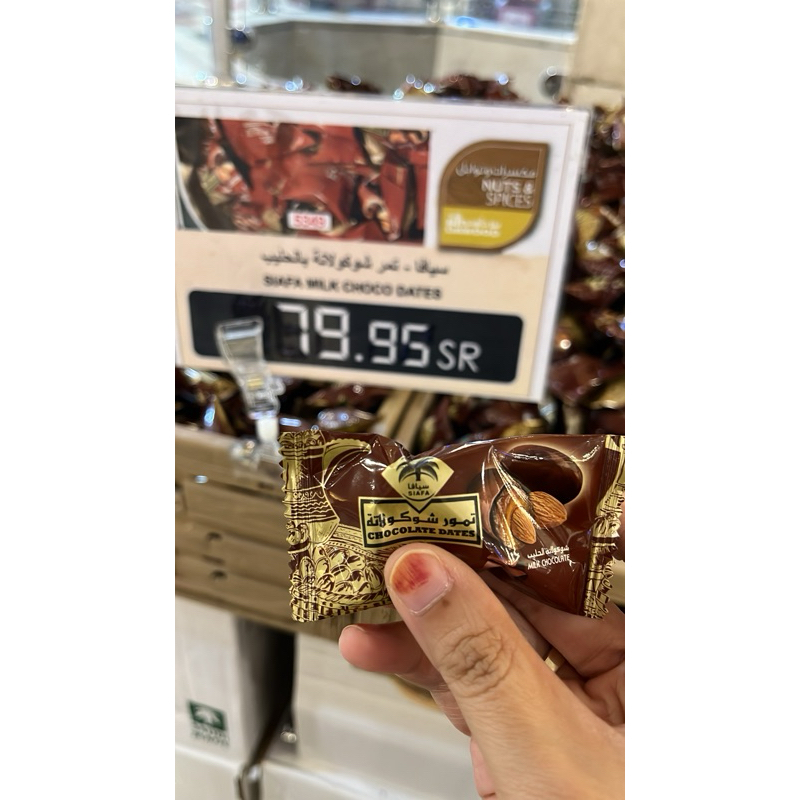 مكسرات وتوابل
NUTS &
SPICES
سيافا - تمر شوكولاتة بالحليب
SIAFA MILK CHOCO DATES
79.95 SR
سيافا
SIAFA
تمور شوكولاتة
CHOCOLATE DATES
شوكولاتة الحليب
MILK CHOCOLATE